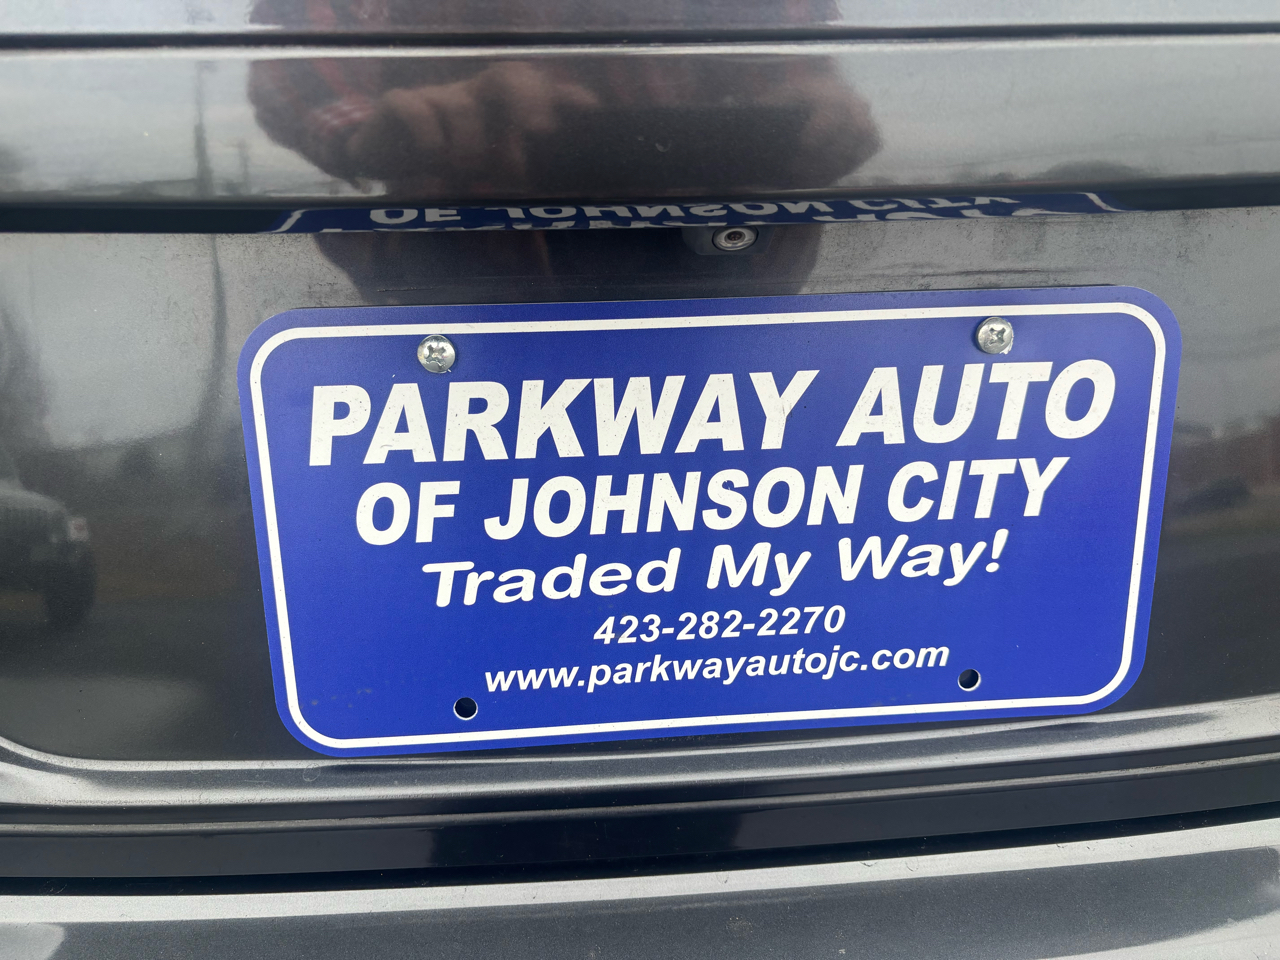 PARKWAY AUTO
OF JOHNSON CITY
Traded My Way!
423-282-2270
www.parkwayautojc.com